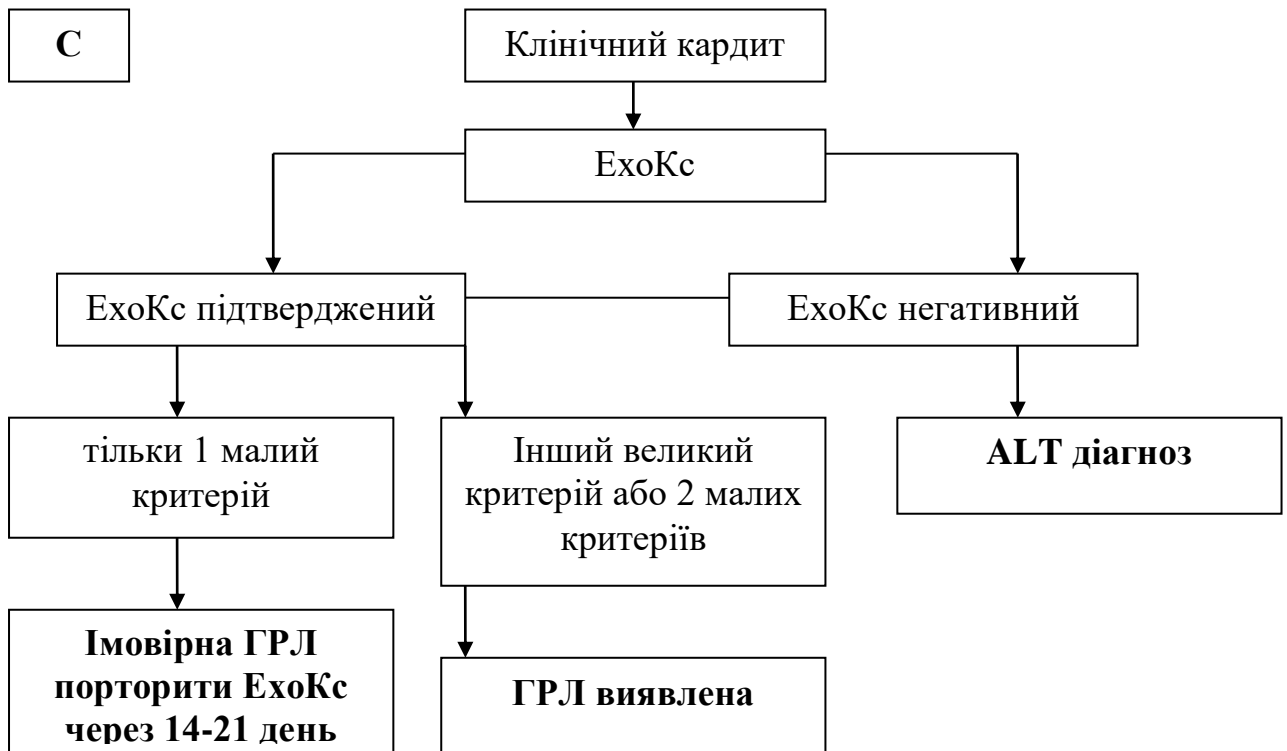 С
Клінічний кардит
ЕхоКс
ЕхоКс підтверджений
ЕхоКс негативний
тільки 1 малий
критерій
Інший великий
критерій або 2 малих
критеріїв
ALT діагноз
Імовірна ГРЛ
порторити ЕхоКс
через 14-21 день
ГРЛ виявлена